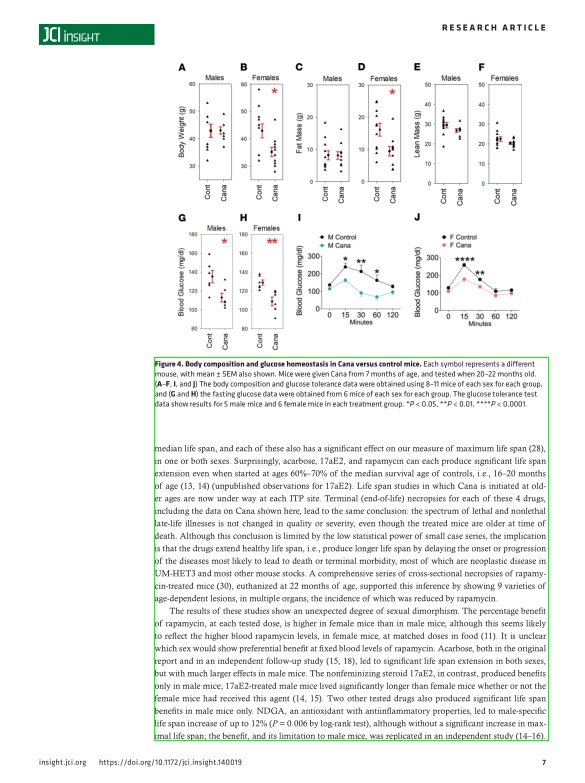 JCI INSIGHT
RESEARCH ARTICLE
A
Males
Body Weight (g)
60
50
40
30
Cont
Cana
B
Females
60
50
40
30
*
Cont
Cana
C
Males
Fat Mass (g)
30
20
10
0
Cont
Cana
D
Females
30
20
10
0
*
Cont
Cana
E
Males
Lean Mass (g)
50
40
30
20
10
0
Cont
Cana
F
Females
50
40
30
20
10
0
Cont
Cana
G
Males
Blood Glucose (mg/dl)
180
160
140
120
100
80
*
Cont
Cana
H
Females
180
160
140
120
100
80
**
Cont
Cana
I
M Control
M Cana
Blood Glucose (mg/dl)
300
200
100
0
*
**
*
0 15 30 60 120
Minutes
J
F Control
F Cana
Blood Glucose (mg/dl)
300
200
100
0
****
**
0 15 30 60 120
Minutes
Figure 4. Body composition and glucose homeostasis in Cana versus control mice. Each symbol represents a different
mouse, with mean ± SEM also shown. Mice were given Cana from 7 months of age, and tested when 20–22 months old.
(A–F, I, and J) The body composition and glucose tolerance data were obtained using 8–11 mice of each sex for each group,
and (G and H) the fasting glucose data were obtained from 6 mice of each sex for each group. The glucose tolerance test
data show results for 5 male mice and 6 female mice in each treatment group. *P < 0.05, **P < 0.01, ****P < 0.0001.
median life span, and each of these also has a significant effect on our measure of maximum life span (28),
in one or both sexes. Surprisingly, acarbose, 17aE2, and rapamycin can each produce significant life span
extension even when started at ages 60%–70% of the median survival age of controls, i.e., 16–20 months
of age (13, 14) (unpublished observations for 17aE2). Life span studies in which Cana is initiated at old-
er ages are now under way at each ITP site. Terminal (end-of-life) necropsies for each of these 4 drugs,
including the data on Cana shown here, lead to the same conclusion: the spectrum of lethal and nonlethal
late-life illnesses is not changed in quality or severity, even though the treated mice are older at time of
death. Although this conclusion is limited by the low statistical power of small case series, the implication
is that the drugs extend healthy life span, i.e., produce longer life span by delaying the onset or progression
of the diseases most likely to lead to death or terminal morbidity, most of which are neoplastic disease in
UM-HET3 and most other mouse stocks. A comprehensive series of cross-sectional necropsies of rapamy-
cin-treated mice (30), euthanized at 22 months of age, supported this inference by showing 9 varieties of
age-dependent lesions, in multiple organs, the incidence of which was reduced by rapamycin.
The results of these studies show an unexpected degree of sexual dimorphism. The percentage benefit
of rapamycin, at each tested dose, is higher in female mice than in male mice, although this seems likely
to reflect the higher blood rapamycin levels, in female mice, at matched doses in food (11). It is unclear
which sex would show preferential benefit at fixed blood levels of rapamycin. Acarbose, both in the original
report and in an independent follow-up study (15, 18), led to significant life span extension in both sexes,
but with much larger effects in male mice. The nonfeminizing steroid 17aE2, in contrast, produced benefits
only in male mice; 17aE2-treated male mice lived significantly longer than female mice whether or not the
female mice had received this agent (14, 15). Two other tested drugs also produced significant life span
benefits in male mice only. NDGA, an antioxidant with antiinflammatory properties, led to male-specific
life span increase of up to 12% (P = 0.006 by log-rank test), although without a significant increase in max-
imal life span; the benefit, and its limitation to male mice, was replicated in an independent study (14–16).
insight.jci.org https://doi.org/10.1172/jci.insight.140019
7